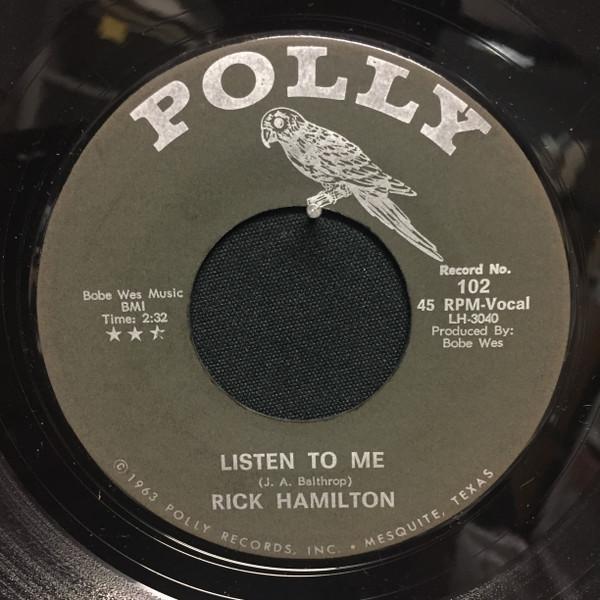 POLLY
Record No.
102
45 RPM-Vocal
LH-3040
Produced By:
Bobe Wes
Bobe Wes Music
BMI
Time: 2:32
LISTEN TO ME
(J. A. Balthrop)
RICK HAMILTON
©1963 POLLY RECORDS, INC. • MESQUITE, TEXAS